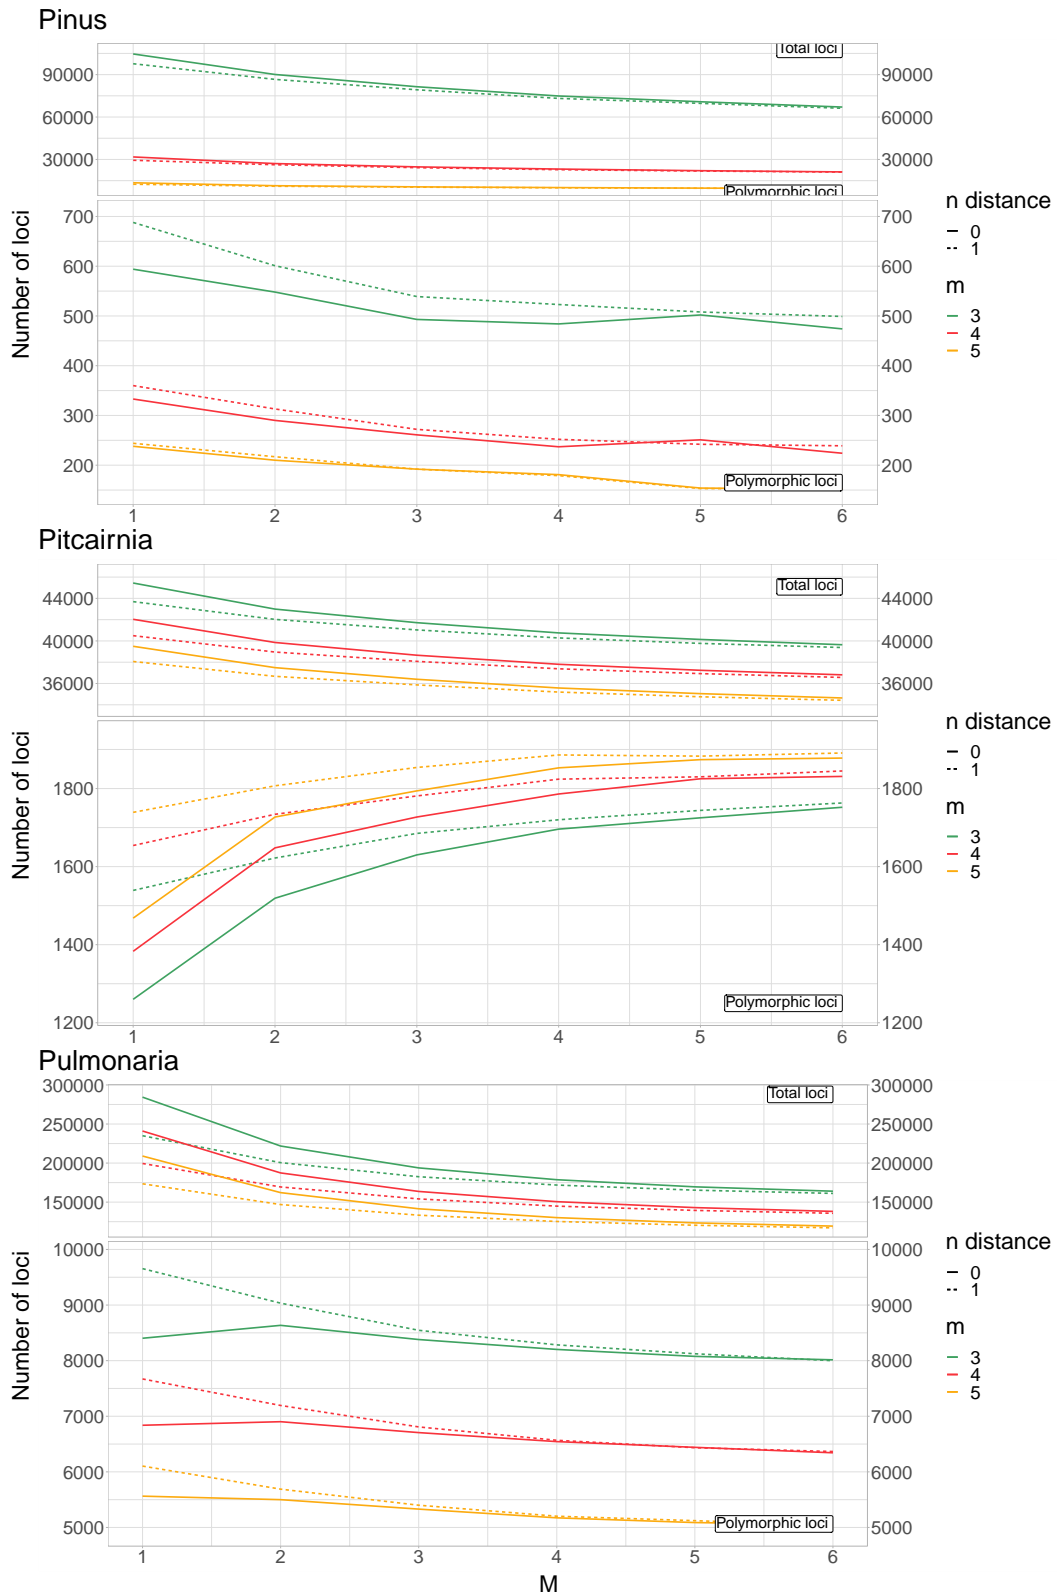 Pinus
Total loci
90000 90000
60000 60000
30000 30000
Polymorphic loci
Number of loci
700 700
600 600
500 500
400 400
300 300
200 200
Polymorphic loci
1 2 3 4 5 6
n distance
0
1
m
3
4
5
Pitcairnia
Total loci
44000 44000
40000 40000
36000 36000
Number of loci
1800 1800
1600 1600
1400 1400
Polymorphic loci
1200 1200
1 2 3 4 5 6
n distance
0
1
m
3
4
5
Pulmonaria
300000 300000
Total loci
250000 250000
200000 200000
150000 150000
Number of loci
10000 10000
9000 9000
8000 8000
7000 7000
6000 6000
5000 5000
Polymorphic loci
1 2 3 4 5 6
M
n distance
0
1
m
3
4
5